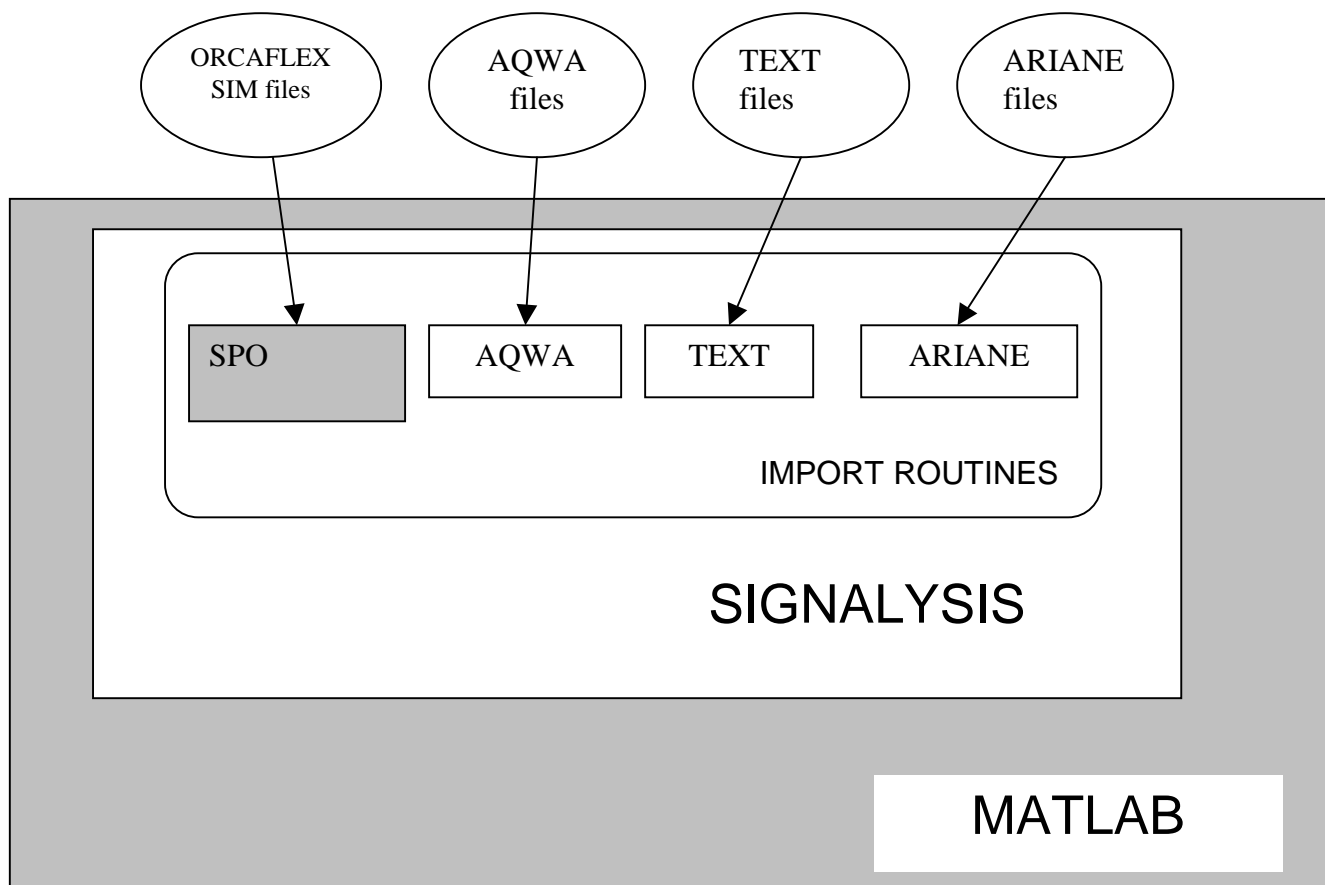 ORCAFLEX
SIM files
AQWA
files
TEXT
files
ARIANE
files
SPO
AQWA
TEXT
ARIANE
IMPORT ROUTINES
SIGNALYSIS
MATLAB